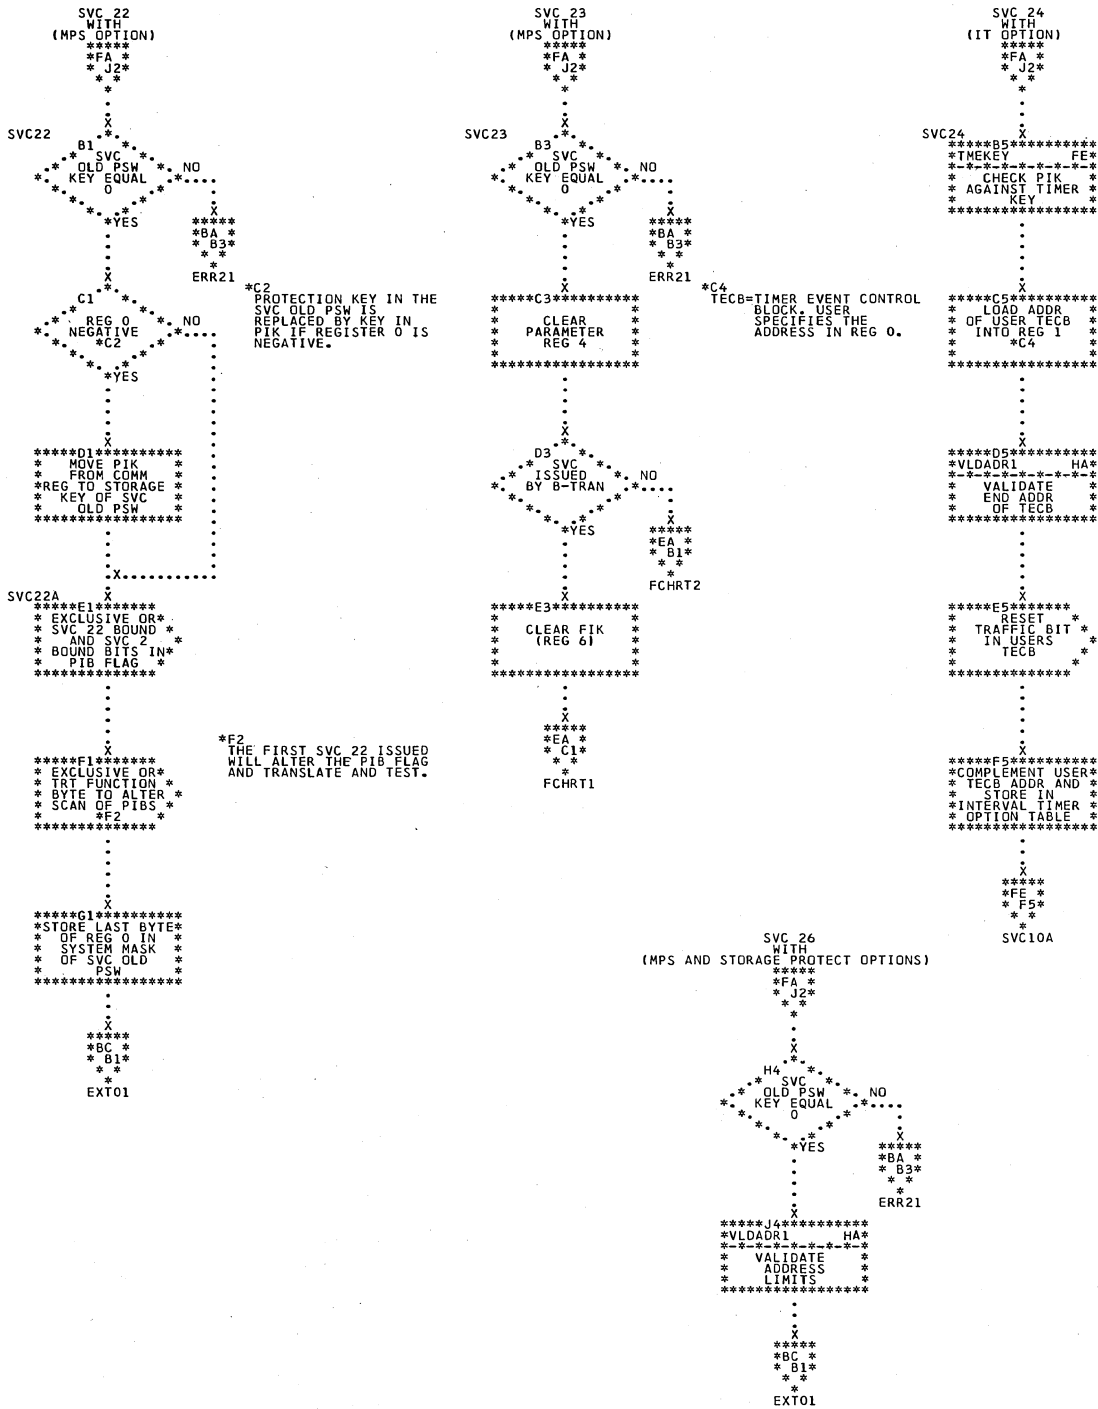 SVC 22
WITH
(MPS OPTION)
*****
*FA *
* J2*
* *
*
SVC22
B1
SVC
OLD PSW
KEY EQUAL
0
NO
*YES
*****
*BA *
* B3*
* *
*
ERR21
*C2
PROTECTION KEY IN THE
SVC OLD PSW IS
REPLACED BY KEY IN
PIK IF REGISTER 0 IS
NEGATIVE.
C1
REG 0
NEGATIVE
*C2
NO
*YES
*****D1**********
MOVE PIK
FROM COMM
*REG TO STORAGE *
KEY OF SVC
OLD PSW
SVC22A
*****E1*******
EXCLUSIVE OR
SVC 22 BOUND
AND SVC 2
BOUND BITS IN
PIB FLAG
*F2
THE FIRST SVC 22 ISSUED
WILL ALTER THE PIB FLAG
AND TRANSLATE AND TEST.
*****F1*******
EXCLUSIVE OR
TRT FUNCTION
BYTE TO ALTER
SCAN OF PIBS
*F2
*****G1**********
*STORE LAST BYTE*
OF REG 0 IN
SYSTEM MASK
OF SVC OLD
PSW
*****
*BC *
* B1*
* *
*
EXT01
SVC 23
WITH
(MPS OPTION)
*****
*FA *
* J2*
* *
*
SVC23
B3
SVC
OLD PSW
KEY EQUAL
0
NO
*YES
*****
*BA *
* B3*
* *
*
ERR21
*C4
TECB=TIMER EVENT CONTROL
BLOCK. USER
SPECIFIES THE
ADDRESS IN REG 0.
*****C3**********
CLEAR
PARAMETER
REG 4
D3
SVC
ISSUED
BY B-TRAN
NO
*YES
*****
*EA *
* B1*
* *
*
FCHRT2
*****E3**********
CLEAR FIK
(REG 6)
*****
*EA *
* C1*
* *
*
FCHRT1
SVC 24
WITH
(IT OPTION)
*****
*FA *
* J2*
* *
*
SVC24
*****B5**********
*TMEKEY FE*
*-*-*-*-*-*-*-*-*
CHECK PIK
AGAINST TIMER
KEY
*****C5**********
LOAD ADDR
OF USER TECB
INTO REG 1
*C4
*****D5**********
*VLDADR1 HA*
*-*-*-*-*-*-*-*-*
VALIDATE
END ADDR
OF TECB
*****E5*******
RESET
TRAFFIC BIT
IN USERS
TECB
*****F5**********
*COMPLEMENT USER*
TECB ADDR AND
STORE IN
*INTERVAL TIMER *
OPTION TABLE
*****
*FE *
* F5*
* *
*
SVC10A
SVC 26
WITH
(MPS AND STORAGE PROTECT OPTIONS)
*****
*FA *
* J2*
* *
*
H4
SVC
OLD PSW
KEY EQUAL
0
NO
*YES
*****
*BA *
* B3*
* *
*
ERR21
*****J4**********
*VLDADR1 HA*
*-*-*-*-*-*-*-*-*
VALIDATE
ADDRESS
LIMITS
*****
*BC *
* B1*
* *
*
EXT01